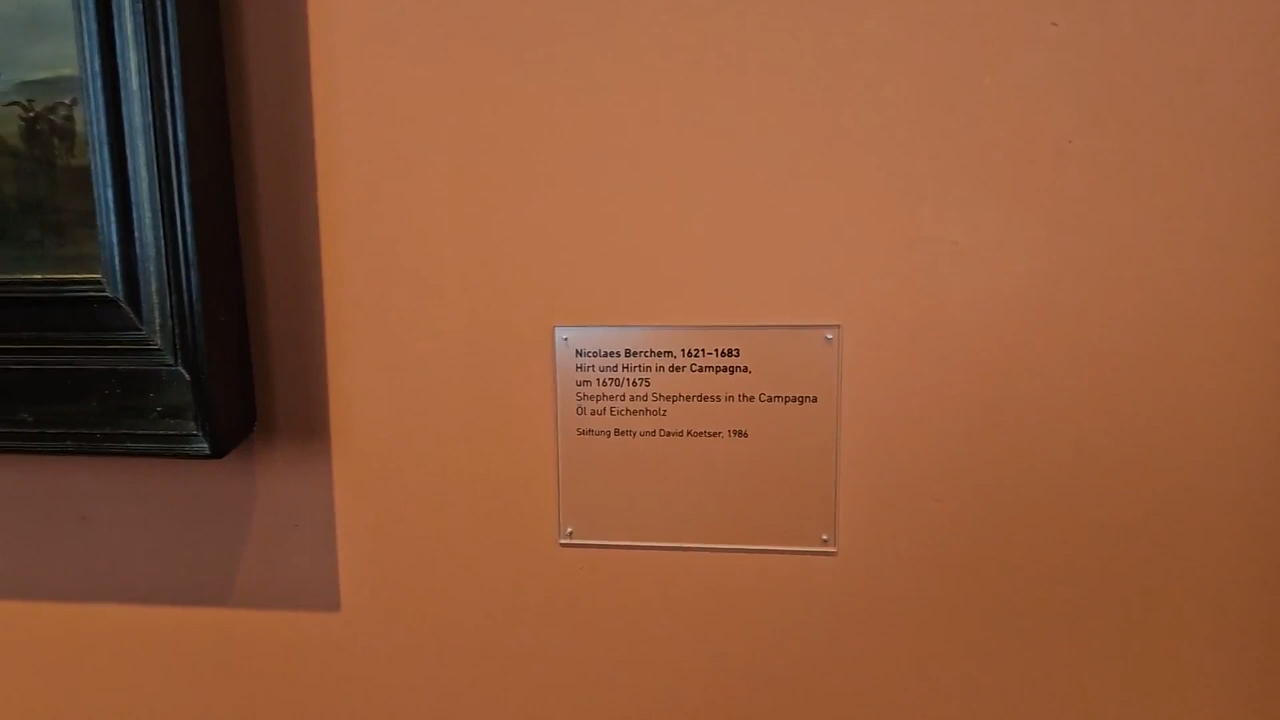 Nicolaes Berchem, 1621–1683
Hirt und Hirtin in der Campagna,
um 1670/1675
Shepherd and Shepherdess in the Campagna
Öl auf Eichenholz
Stiftung Betty und David Koetser, 1986